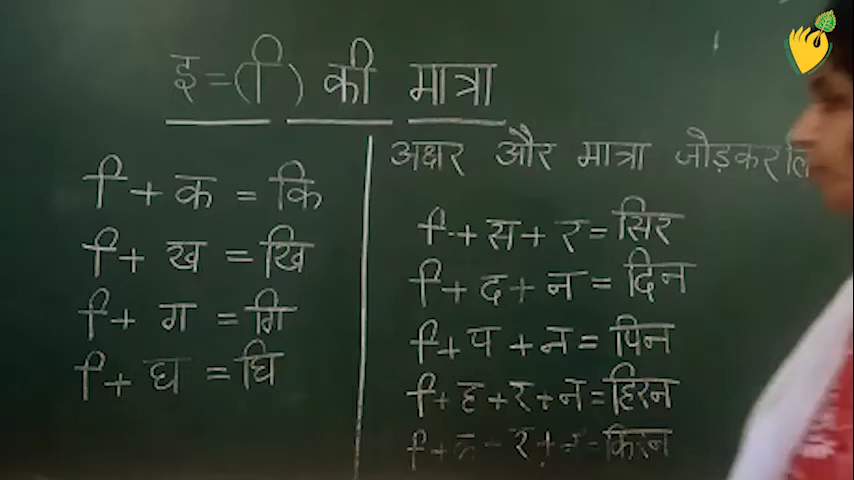 इ = (ि) की मात्रा
ि + क = कि
ि + ख = खि
ि + ग = गि
ि + घ = घि
अक्षर और मात्रा जोड़कर
ि + स + र = सिर
ि + द + न = दिन
ि + प + न = पिन
ि + ह + र + न = हिरन
ि + र + = किरन